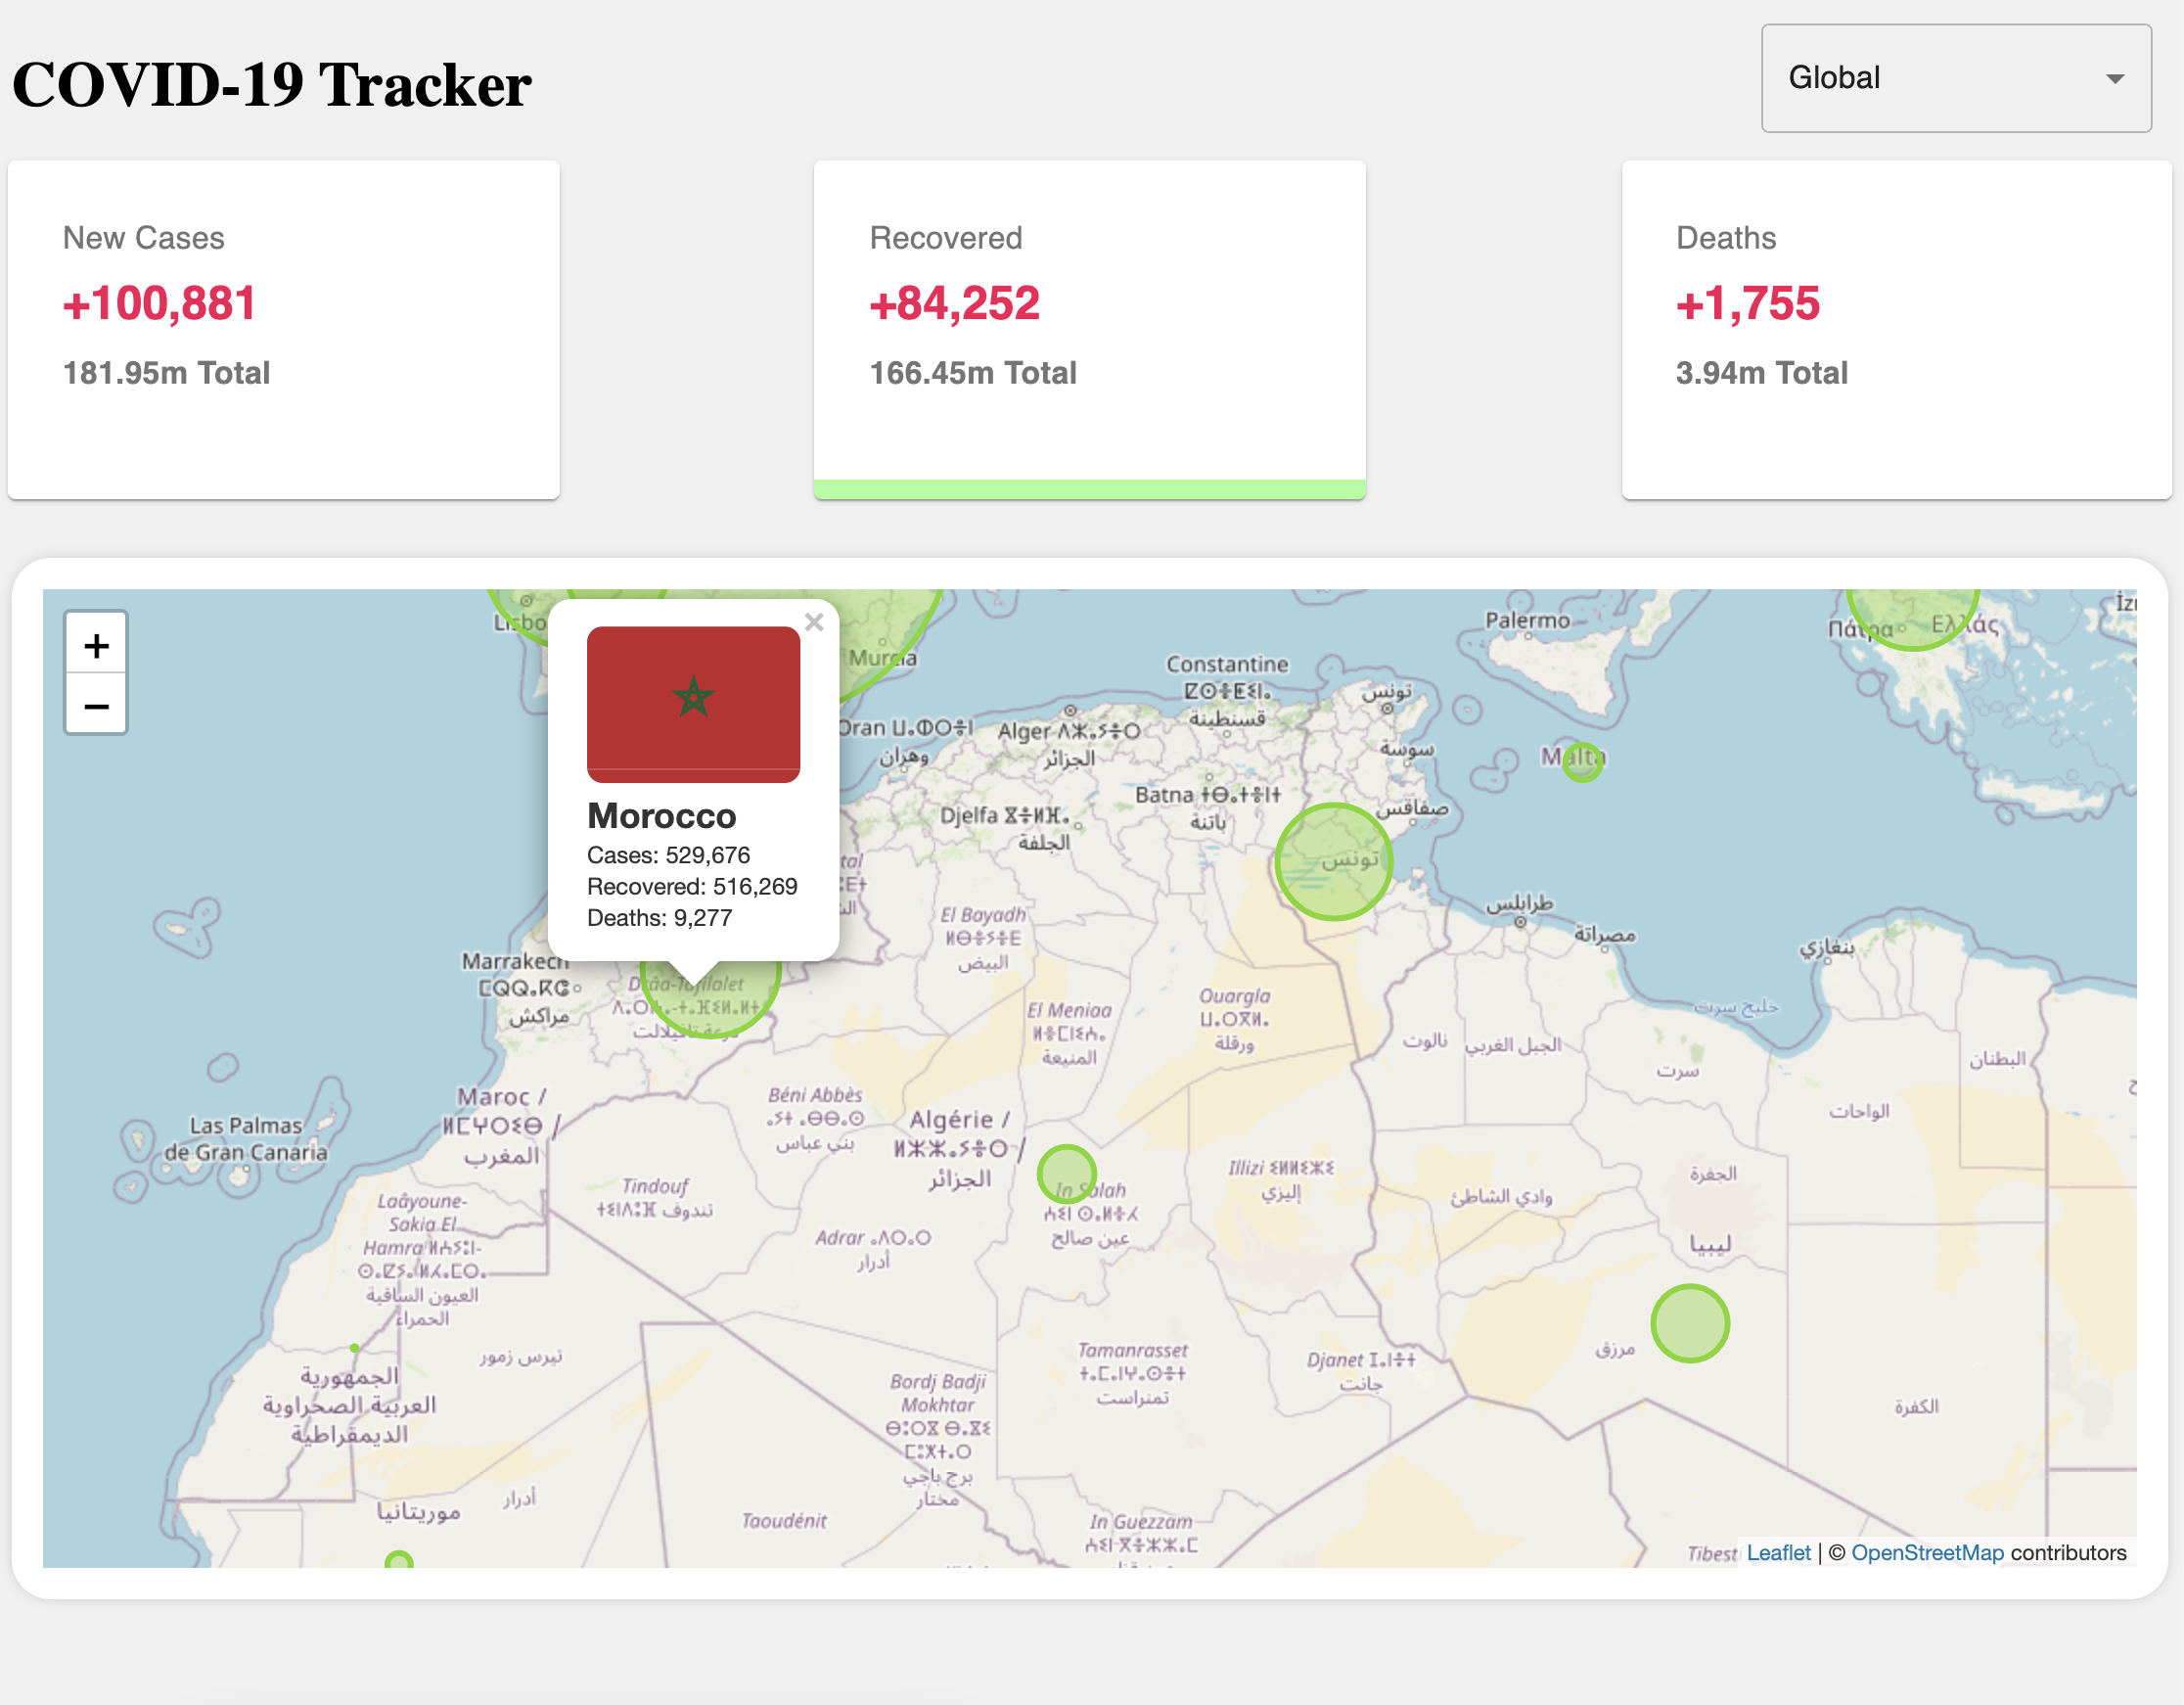 COVID-19 Tracker
Global
New Cases
+100,881
181.95m Total
Recovered
+84,252
166.45m Total
Deaths
+1,755
3.94m Total
+
−
×
Morocco
Cases: 529,676
Recovered: 516,269
Deaths: 9,277
Murcia
Palermo
Πάτρα
Ελλάς
Constantine
ⵇⵙⵟⵉⵏⴰ
قسنطينة
تونس
Oran
وهران
Alger
الجزائر
سوسة
Malta
Batna
باتنة
صفاقس
Djelfa
الجلفة
تونس
El Bayadh
البيض
طرابلس
مصراتة
بنغازي
Marrakech
مراكش
Drâa-Tafilalet
El Meniaa
المنيعة
Ouargla
ورقلة
خليج سرت
نالوت
الجبل الغربي
سرت
البطنان
الواحات
Maroc /
المغرب
Béni Abbès
بني عباس
Algérie /
الجزائر
Las Palmas
de Gran Canaria
Laâyoune-
Sakia El
Hamra
العيون الساقية
الحمراء
Tindouf
تندوف
Adrar
أدرار
In Salah
عين صالح
Illizi
إليزي
وادي الشاطئ
الجفرة
ليبيا
مرزق
الكفرة
تيرس زمور
الجمهورية
العربية الصحراوية
الديمقراطية
Tamanrasset
تمنراست
Djanet
جانت
Bordj Badji
Mokhtar
برج باجي
مختار
موريتانيا
أدرار
Taoudénit
In Guezzam
Tibesti
Leaflet | © OpenStreetMap contributors